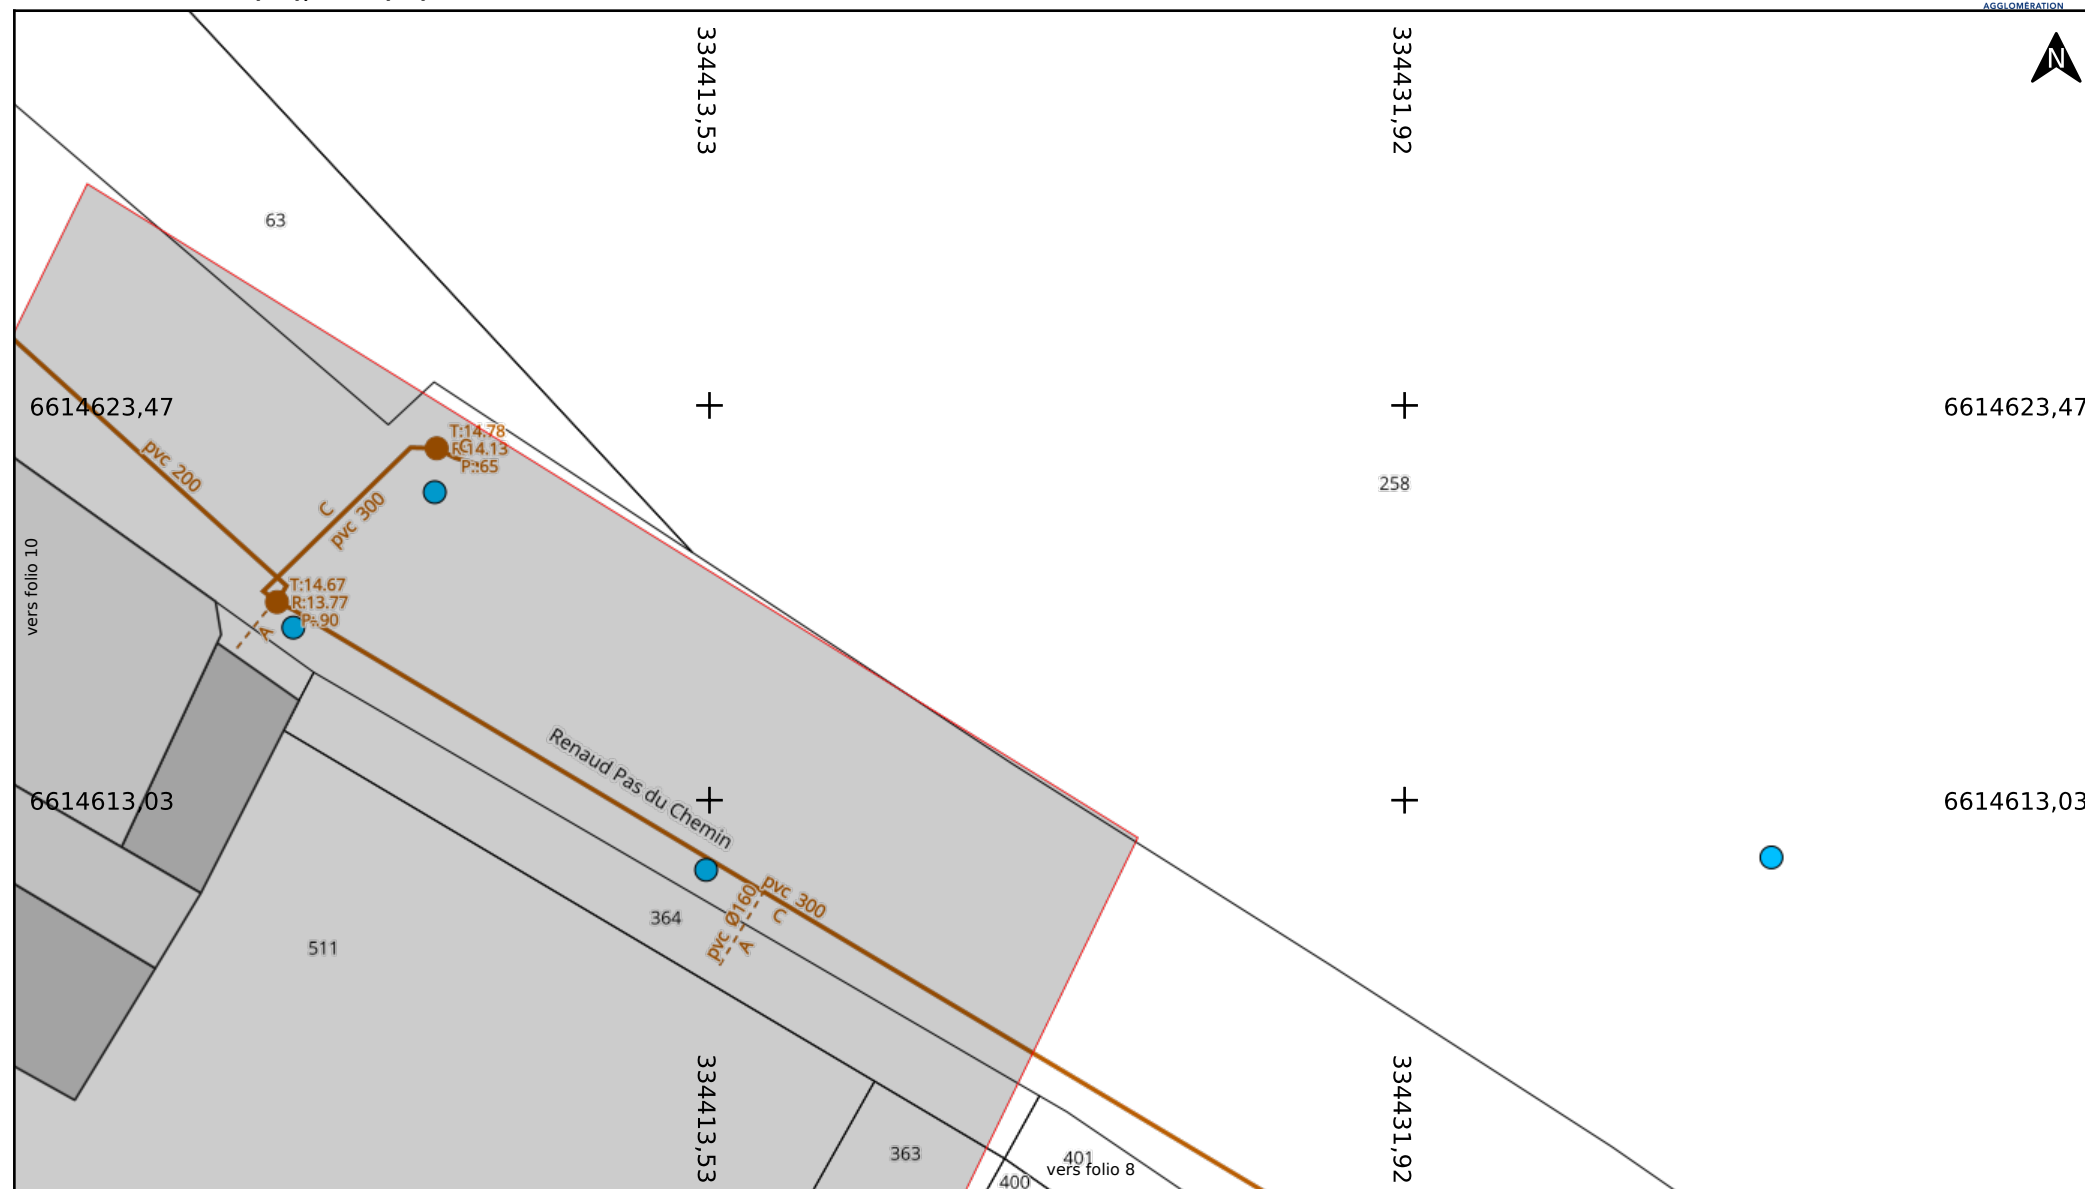 AGGLOMÉRATION
334413,53
334431,92
N
63
6614623,47
6614623,47
T:14.78
R:14.13
C
P:.65
pvc 200
258
C
pvc 300
vers folio 10
T:14.67
R:13.77
P:.90
A
Renaud Pas du Chemin
6614613,03
6614613,03
pvc 300
C
pvc Ø160
A
364
511
334413,53
334431,92
363
401
vers folio 8
400